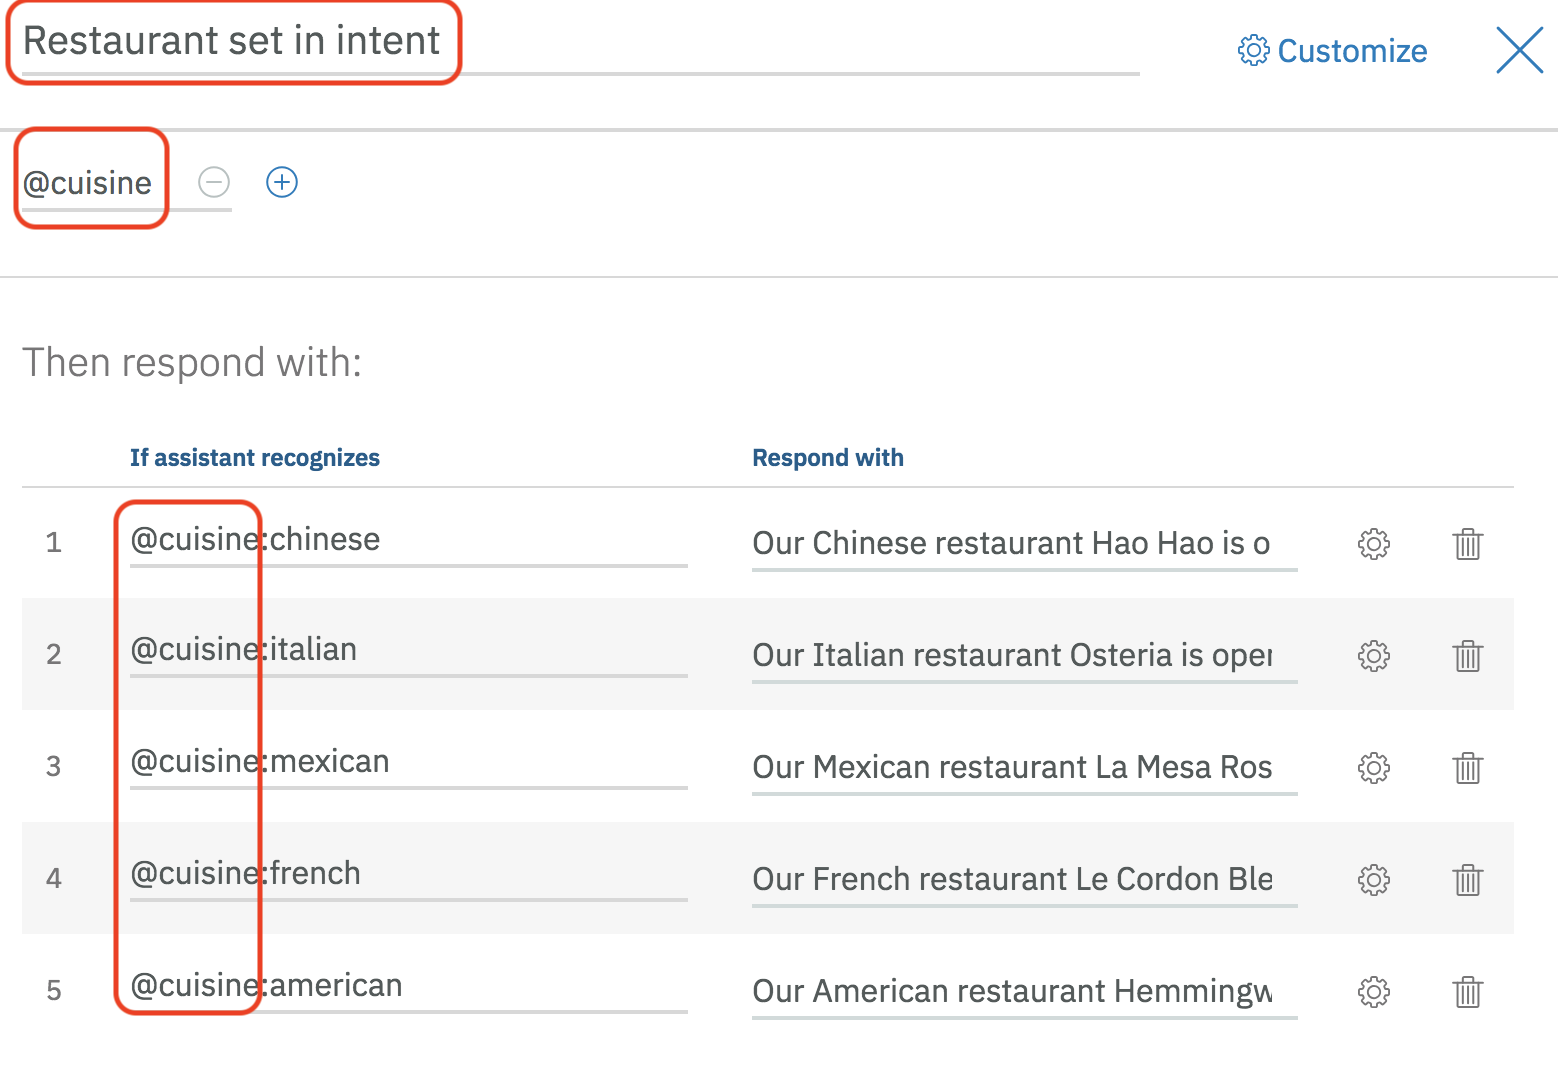 Restaurant set in intent
Customize
@cuisine
Then respond with:
If assistant recognizes Respond with
1 @cuisine:chinese Our Chinese restaurant Hao Hao is o
2 @cuisine:italian Our Italian restaurant Osteria is oper
3 @cuisine:mexican Our Mexican restaurant La Mesa Ros
4 @cuisine:french Our French restaurant Le Cordon Ble
5 @cuisine:american Our American restaurant Hemmingw